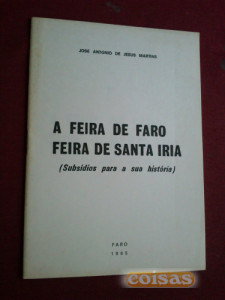 JOSÉ ANTÓNIO DE JESUS MARTINS
A FEIRA DE FARO
FEIRA DE SANTA IRIA
(Subsídios para a sua história)
FARO
coisas